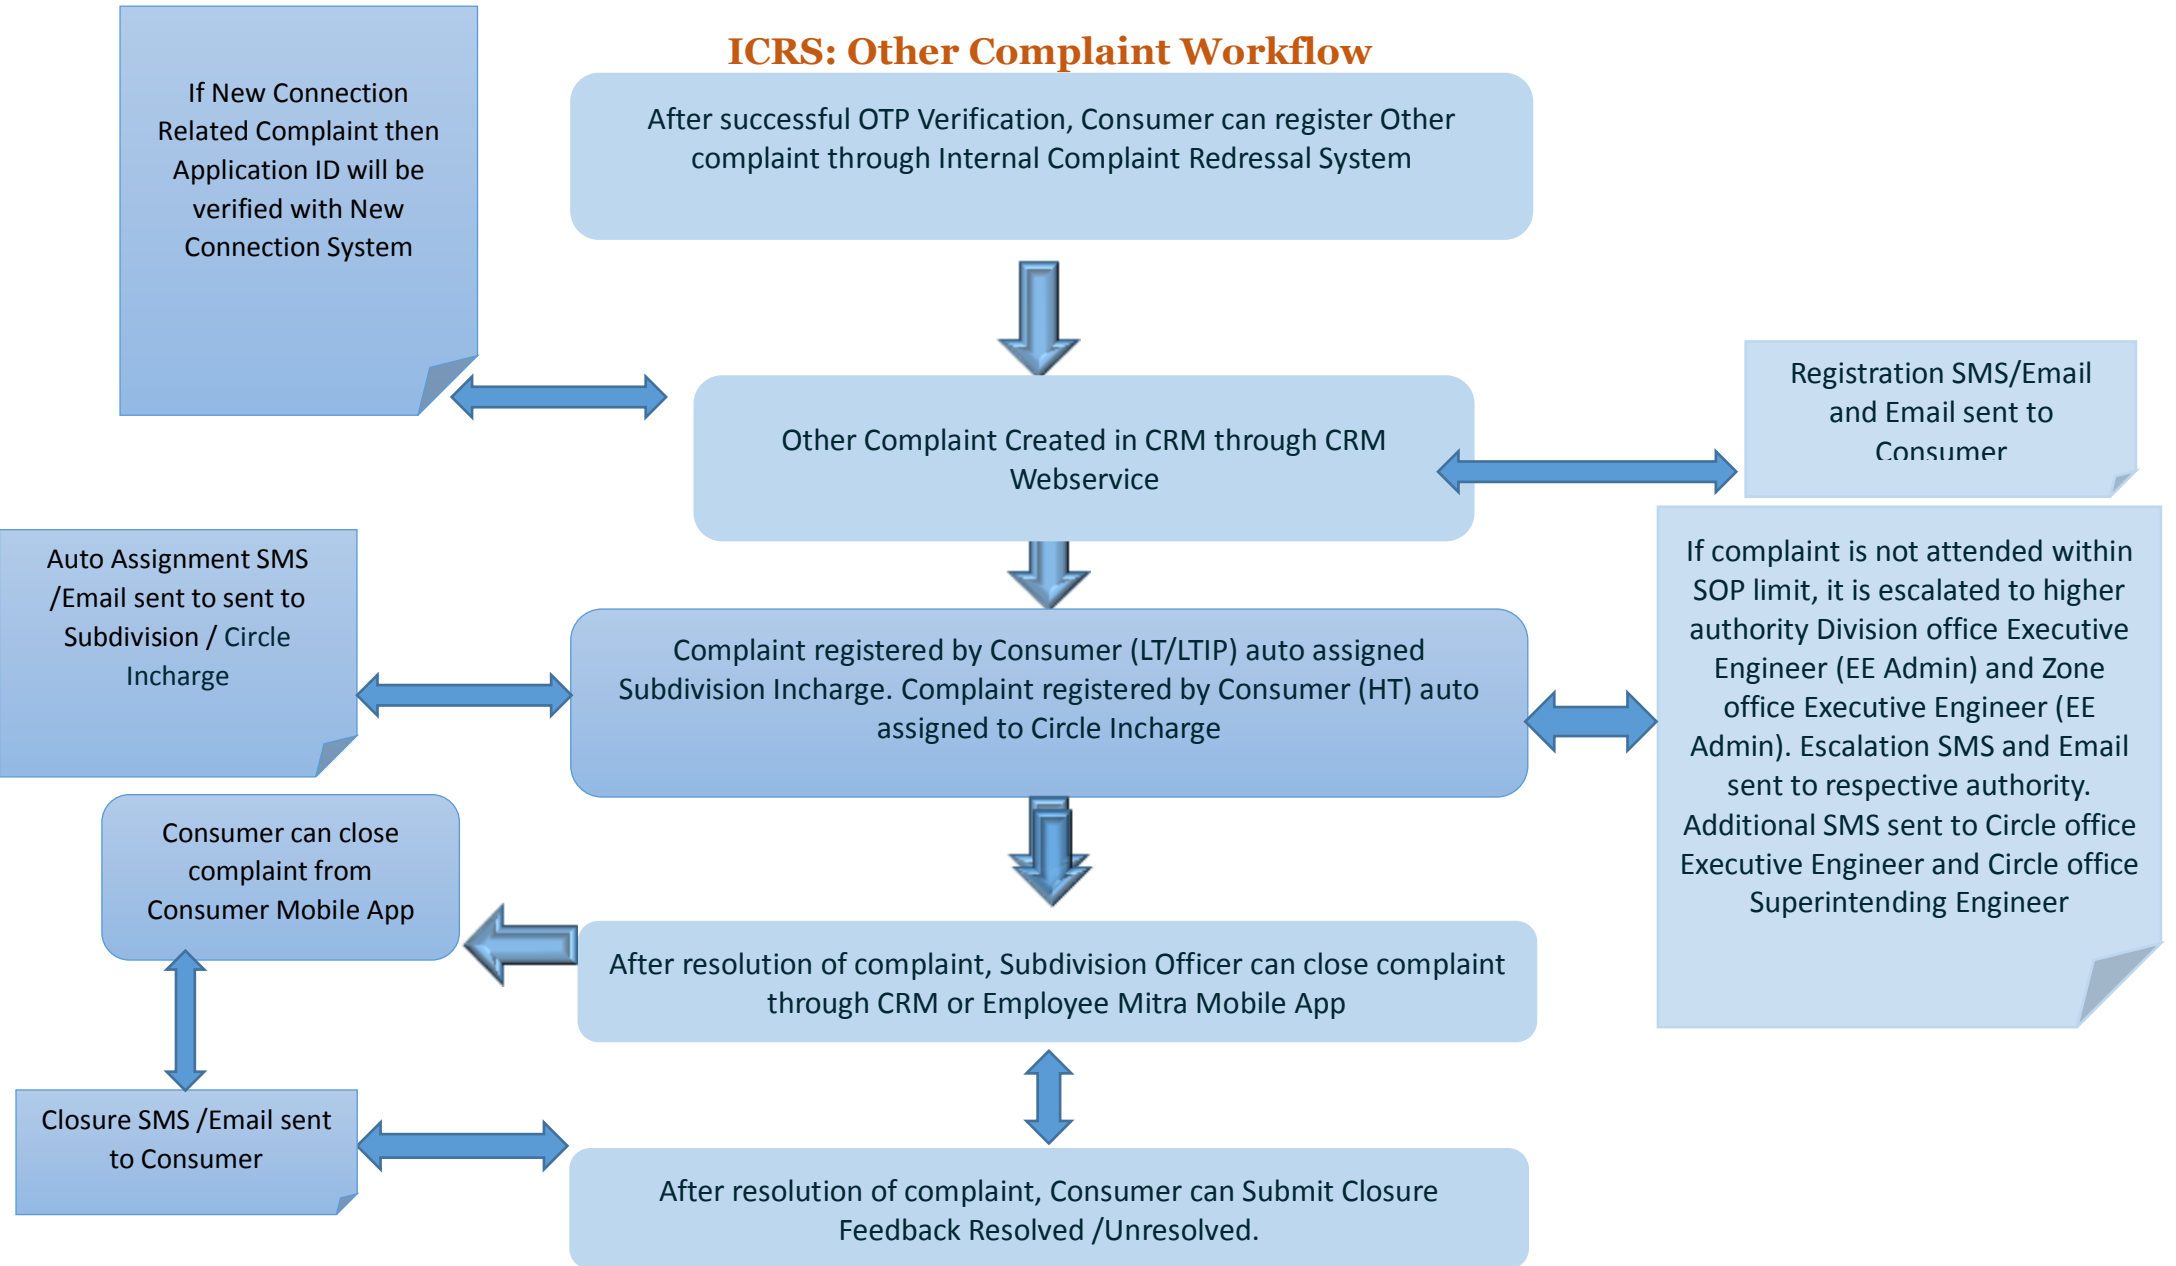 ICRS: Other Complaint Workflow
If New Connection
Related Complaint then
Application ID will be
verified with New
Connection System
After successful OTP Verification, Consumer can register Other
complaint through Internal Complaint Redressal System
Other Complaint Created in CRM through CRM
Webservice
Registration SMS/Email
and Email sent to
Consumer
Auto Assignment SMS
/Email sent to sent to
Subdivision / Circle
Incharge
Complaint registered by Consumer (LT/LTIP) auto assigned
Subdivision Incharge. Complaint registered by Consumer (HT) auto
assigned to Circle Incharge
If complaint is not attended within
SOP limit, it is escalated to higher
authority Division office Executive
Engineer (EE Admin) and Zone
office Executive Engineer (EE
Admin). Escalation SMS and Email
sent to respective authority.
Additional SMS sent to Circle office
Executive Engineer and Circle office
Superintending Engineer
Consumer can close
complaint from
Consumer Mobile App
After resolution of complaint, Subdivision Officer can close complaint
through CRM or Employee Mitra Mobile App
Closure SMS /Email sent
to Consumer
After resolution of complaint, Consumer can Submit Closure
Feedback Resolved /Unresolved.